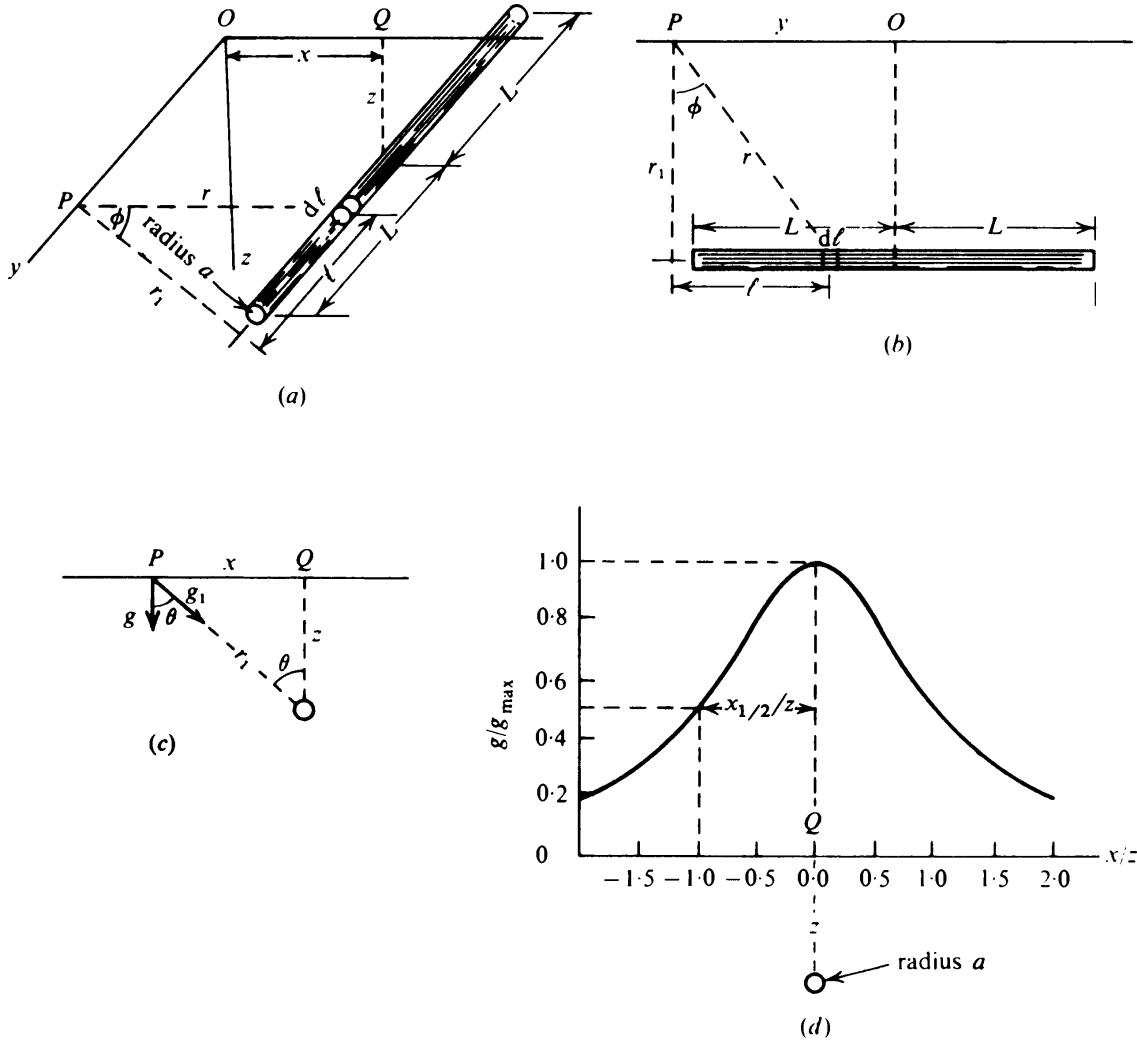 O
Q
x
z
L
P
r
dℓ
ϕ
radius a
z
L
ℓ
y
r₁
(a)
P
y
O
ϕ
r₁
r
L
L
dℓ
ℓ
(b)
P
x
Q
g₁
g
θ
z
r₁
θ
(c)
1·0
0·8
0·6
g/gmax
x1/2/z
0·4
0·2
Q
0
x/z
−1·5 −1·0 −0·5 0·0 0·5 1·0 1·5 2·0
z
radius a
(d)